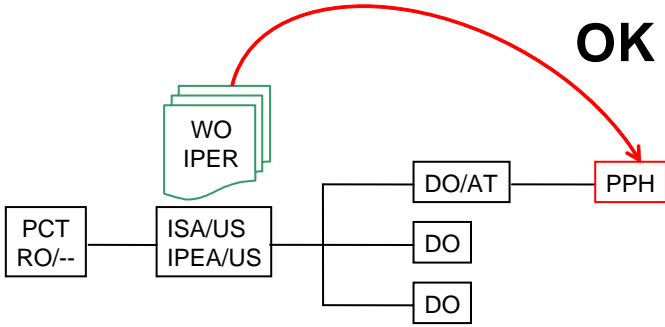 OK
WO
IPER
DO/AT
PPH
PCT
RO/--
ISA/US
IPEA/US
DO
DO